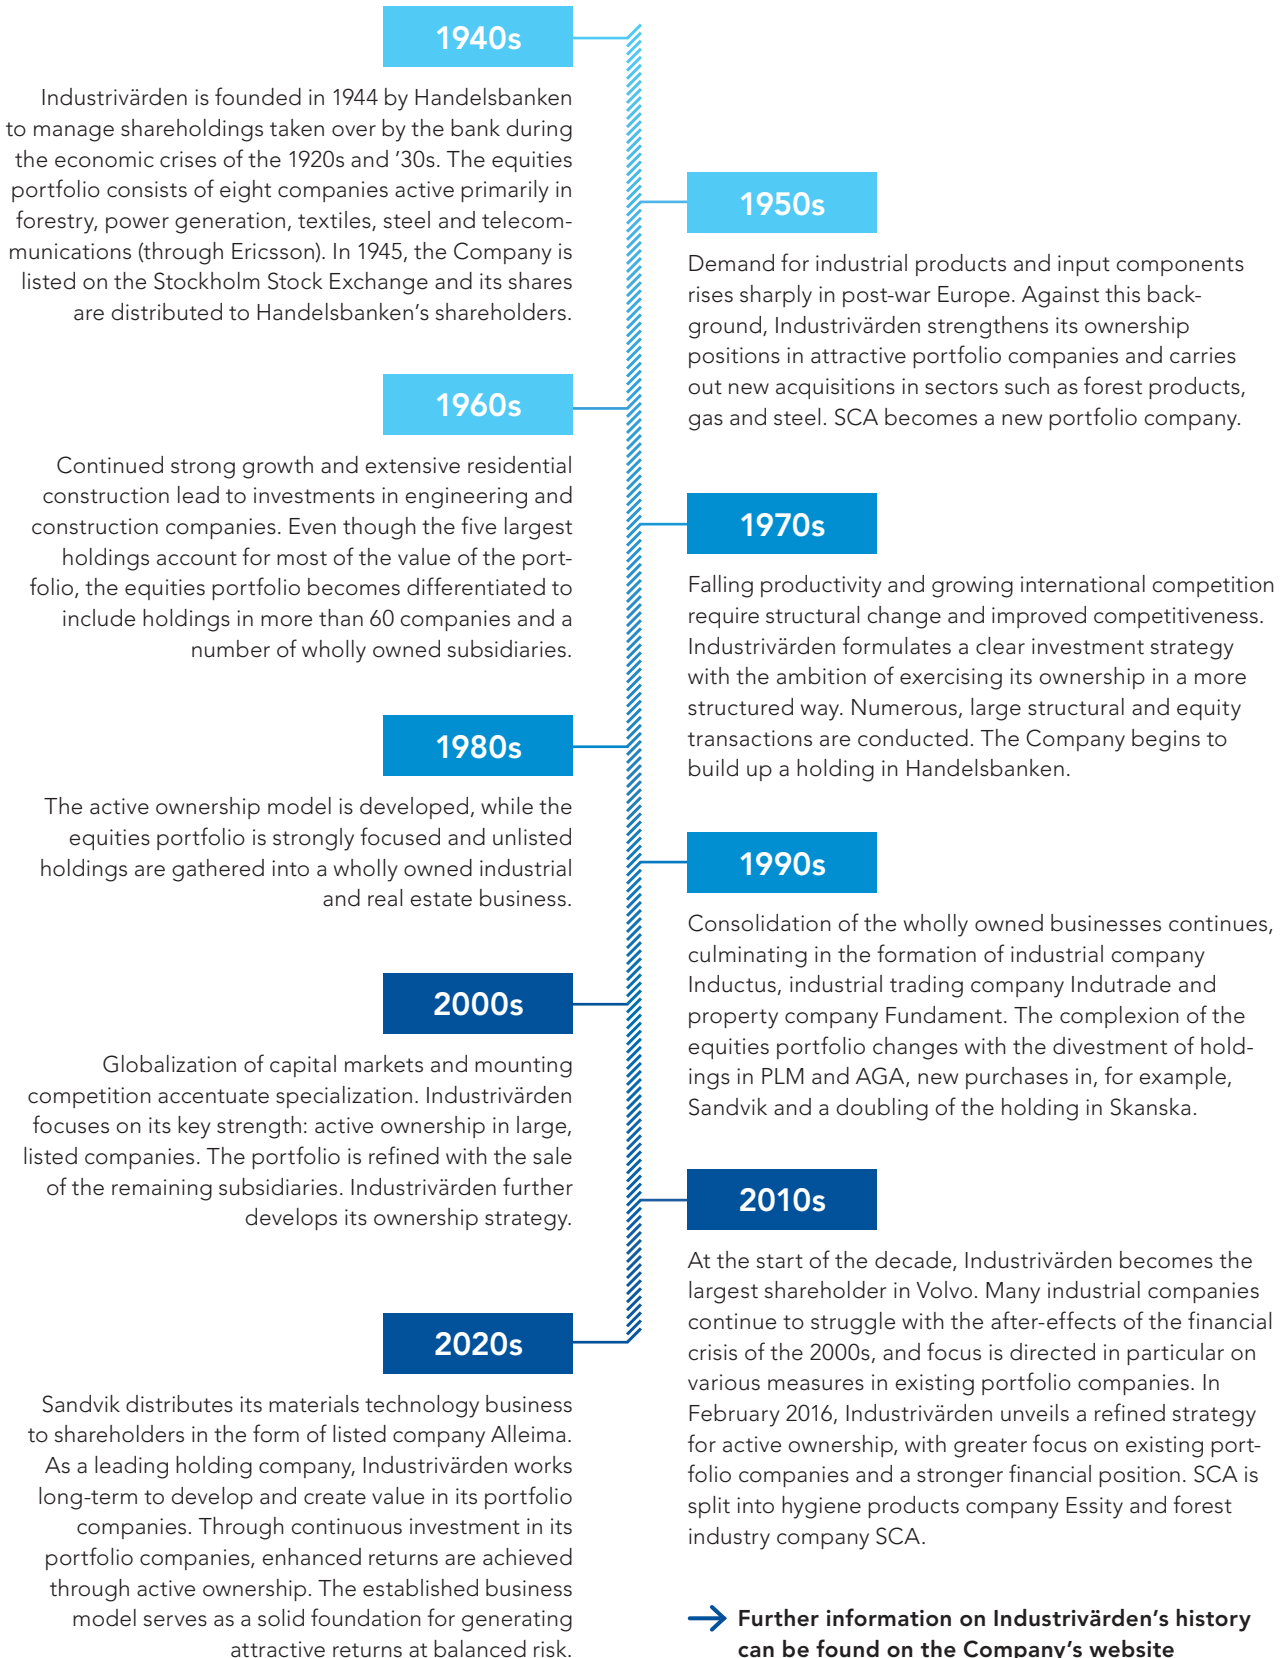 1940s
Industrivärden is founded in 1944 by Handelsbanken
to manage shareholdings taken over by the bank during
the economic crises of the 1920s and ’30s. The equities
portfolio consists of eight companies active primarily in
forestry, power generation, textiles, steel and telecom-
munications (through Ericsson). In 1945, the Company is
listed on the Stockholm Stock Exchange and its shares
are distributed to Handelsbanken’s shareholders.
1950s
Demand for industrial products and input components
rises sharply in post-war Europe. Against this back-
ground, Industrivärden strengthens its ownership
positions in attractive portfolio companies and carries
out new acquisitions in sectors such as forest products,
gas and steel. SCA becomes a new portfolio company.
1960s
Continued strong growth and extensive residential
construction lead to investments in engineering and
construction companies. Even though the five largest
holdings account for most of the value of the port-
folio, the equities portfolio becomes differentiated to
include holdings in more than 60 companies and a
number of wholly owned subsidiaries.
1970s
Falling productivity and growing international competition
require structural change and improved competitiveness.
Industrivärden formulates a clear investment strategy
with the ambition of exercising its ownership in a more
structured way. Numerous, large structural and equity
transactions are conducted. The Company begins to
build up a holding in Handelsbanken.
1980s
The active ownership model is developed, while the
equities portfolio is strongly focused and unlisted
holdings are gathered into a wholly owned industrial
and real estate business.
1990s
Consolidation of the wholly owned businesses continues,
culminating in the formation of industrial company
Inductus, industrial trading company Indutrade and
property company Fundament. The complexion of the
equities portfolio changes with the divestment of hold-
ings in PLM and AGA, new purchases in, for example,
Sandvik and a doubling of the holding in Skanska.
2000s
Globalization of capital markets and mounting
competition accentuate specialization. Industrivärden
focuses on its key strength: active ownership in large,
listed companies. The portfolio is refined with the sale
of the remaining subsidiaries. Industrivärden further
develops its ownership strategy.
2010s
At the start of the decade, Industrivärden becomes the
largest shareholder in Volvo. Many industrial companies
continue to struggle with the after-effects of the financial
crisis of the 2000s, and focus is directed in particular on
various measures in existing portfolio companies. In
February 2016, Industrivärden unveils a refined strategy
for active ownership, with greater focus on existing port-
folio companies and a stronger financial position. SCA is
split into hygiene products company Essity and forest
industry company SCA.
2020s
Sandvik distributes its materials technology business
to shareholders in the form of listed company Alleima.
As a leading holding company, Industrivärden works
long-term to develop and create value in its portfolio
companies. Through continuous investment in its
portfolio companies, enhanced returns are achieved
through active ownership. The established business
model serves as a solid foundation for generating
attractive returns at balanced risk.
Further information on Industrivärden’s history
can be found on the Company’s website